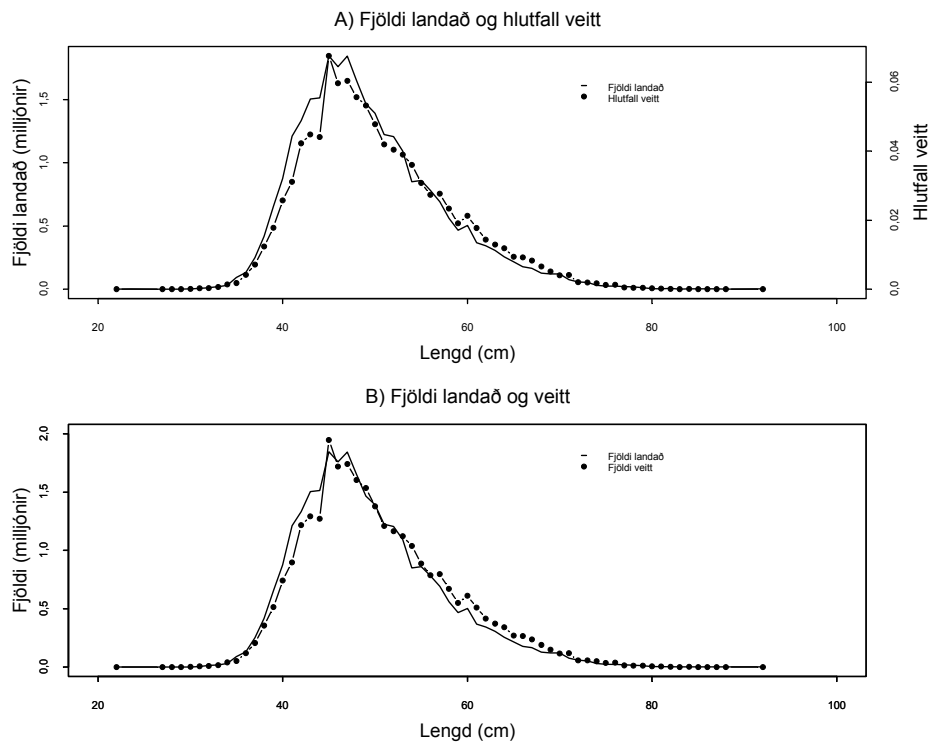 A) Fjöldi landað og hlutfall veitt
Fjöldi landað (milljónir)
1,5
1,0
0,5
0,0
Fjöldi landað
Hlutfall veitt
0,06
0,04
0,02
0,00
Hlutfall veitt
20 40 60 80 100
Lengd (cm)
B) Fjöldi landað og veitt
Fjöldi (milljónir)
2,0
1,5
1,0
0,5
0,0
Fjöldi landað
Fjöldi veitt
20 40 60 80 100
Lengd (cm)